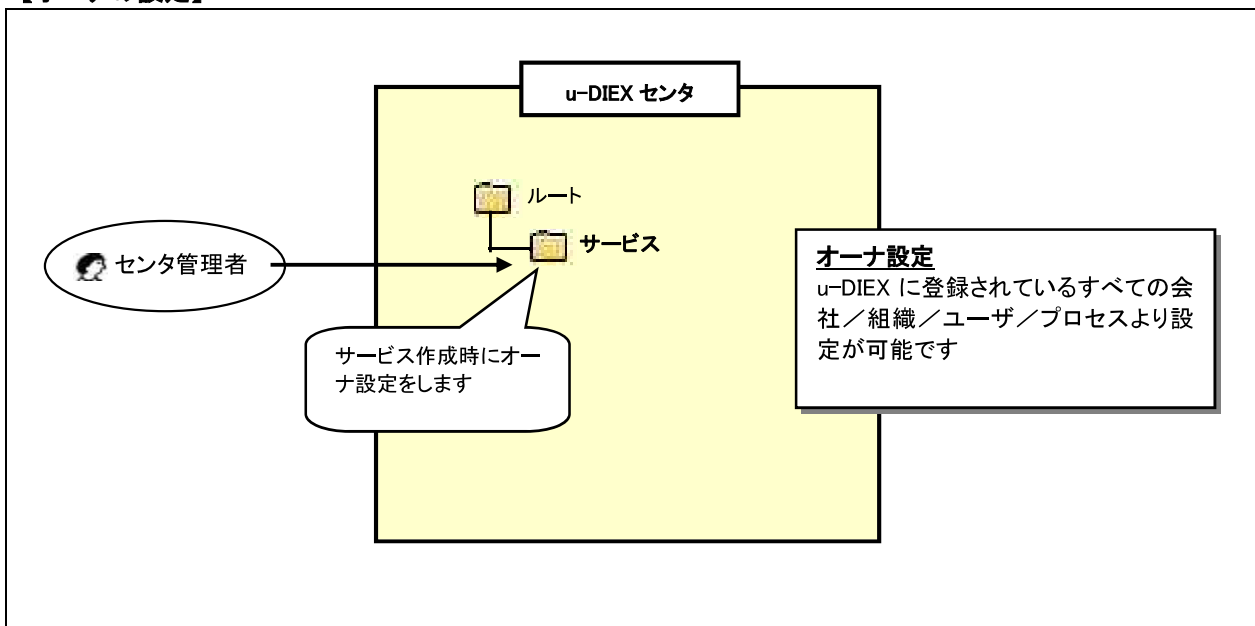 u-DIEX センタ
ルート
サービス
センタ管理者
サービス作成時にオー
ナ設定をします
オーナ設定
u-DIEX に登録されているすべての会
社／組織／ユーザ／プロセスより設
定が可能です